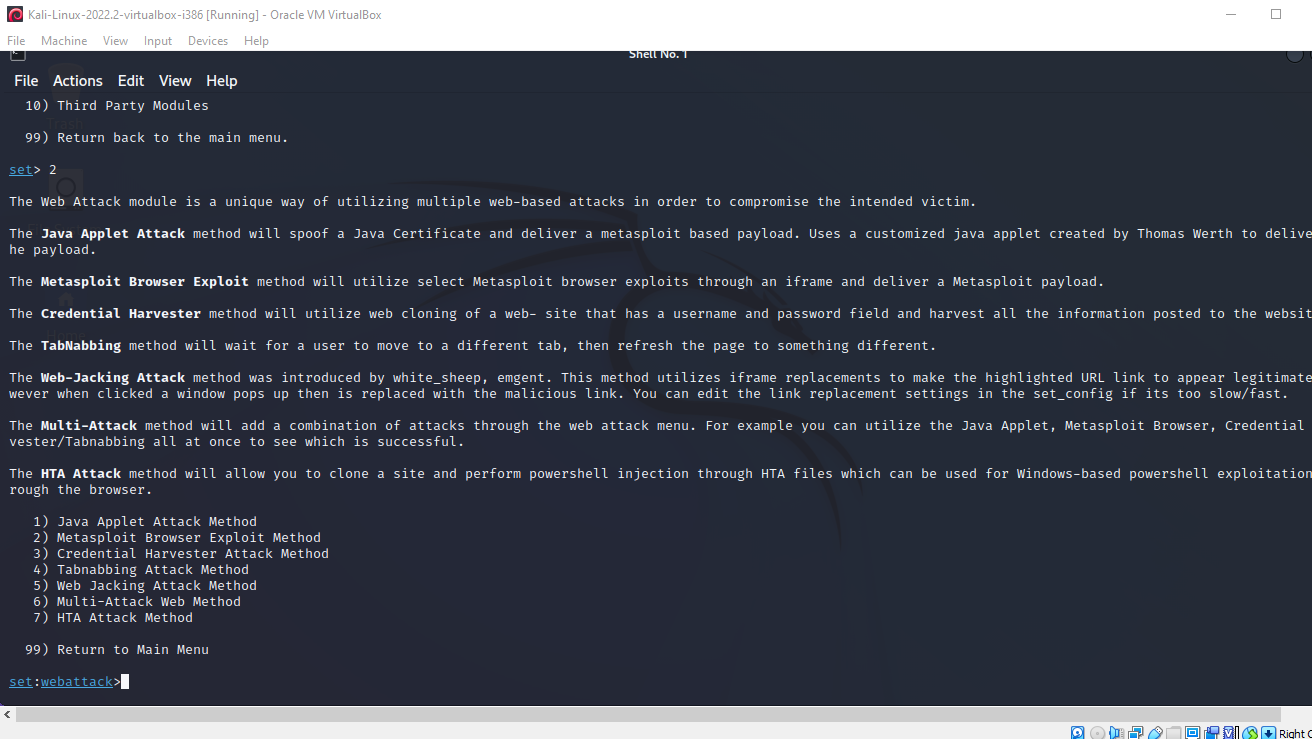 Kali-Linux-2022.2-virtualbox-i386 [Running] - Oracle VM VirtualBox
File Machine View Input Devices Help
Shell No. 1
File Actions Edit View Help
10) Third Party Modules
99) Return back to the main menu.
set> 2
The Web Attack module is a unique way of utilizing multiple web-based attacks in order to compromise the intended victim.
The Java Applet Attack method will spoof a Java Certificate and deliver a metasploit based payload. Uses a customized java applet created by Thomas Werth to delive
he payload.
The Metasploit Browser Exploit method will utilize select Metasploit browser exploits through an iframe and deliver a Metasploit payload.
The Credential Harvester method will utilize web cloning of a web- site that has a username and password field and harvest all the information posted to the websit
The TabNabbing method will wait for a user to move to a different tab, then refresh the page to something different.
The Web-Jacking Attack method was introduced by white_sheep, emgent. This method utilizes iframe replacements to make the highlighted URL link to appear legitimate
wever when clicked a window pops up then is replaced with the malicious link. You can edit the link replacement settings in the set_config if its too slow/fast.
The Multi-Attack method will add a combination of attacks through the web attack menu. For example you can utilize the Java Applet, Metasploit Browser, Credential
vester/Tabnabbing all at once to see which is successful.
The HTA Attack method will allow you to clone a site and perform powershell injection through HTA files which can be used for Windows-based powershell exploitation
rough the browser.
1) Java Applet Attack Method
2) Metasploit Browser Exploit Method
3) Credential Harvester Attack Method
4) Tabnabbing Attack Method
5) Web Jacking Attack Method
6) Multi-Attack Web Method
7) HTA Attack Method
99) Return to Main Menu
set:webattack>
Right